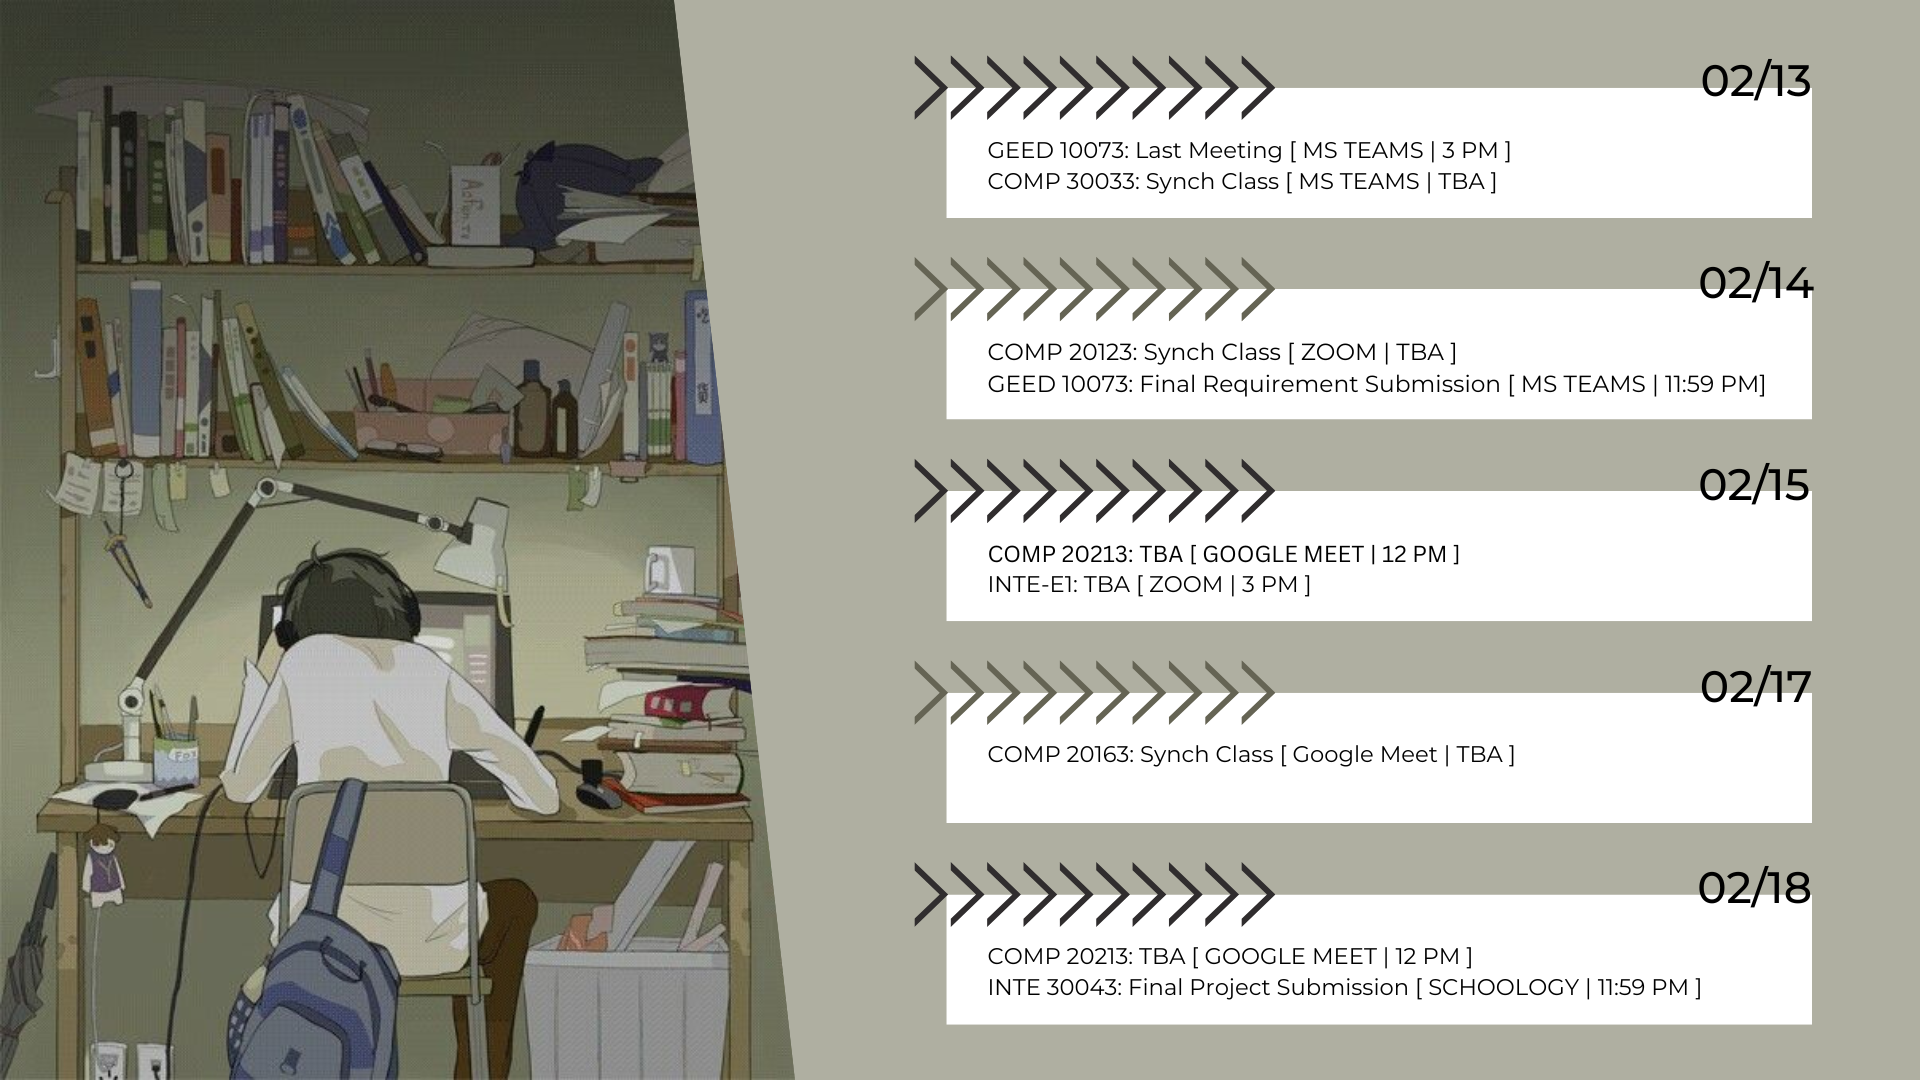 02/13
GEED 10073: Last Meeting [ MS TEAMS | 3 PM ]
COMP 30033: Synch Class [ MS TEAMS | TBA ]
02/14
COMP 20123: Synch Class [ ZOOM | TBA ]
GEED 10073: Final Requirement Submission [ MS TEAMS | 11:59 PM]
02/15
COMP 20213: TBA [ GOOGLE MEET | 12 PM ]
INTE-E1: TBA [ ZOOM | 3 PM ]
02/17
COMP 20163: Synch Class [ Google Meet | TBA ]
02/18
COMP 20213: TBA [ GOOGLE MEET | 12 PM ]
INTE 30043: Final Project Submission [ SCHOOLOGY | 11:59 PM ]